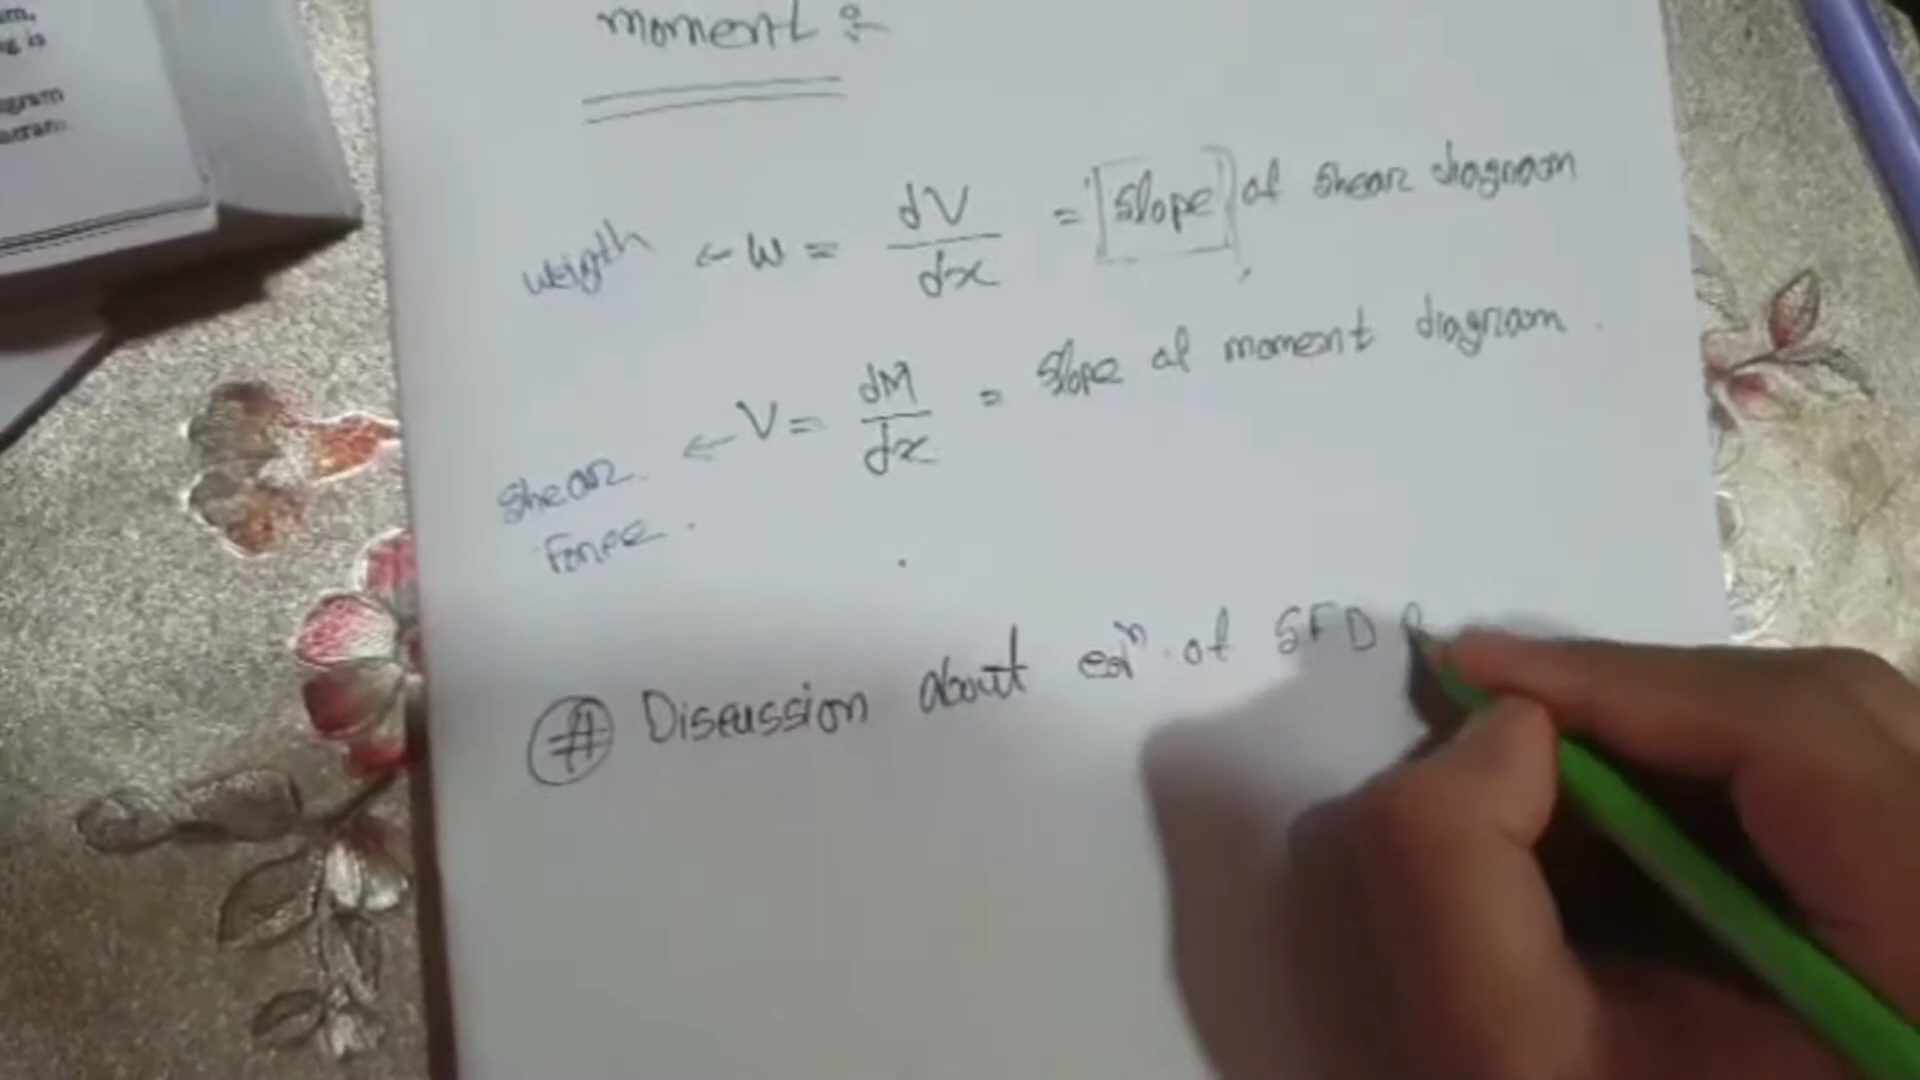 moment :-
weigth ← W = dV/dx = [Slope] of Shear diagram
V = dM/dx = Slope of moment diagram.
← Shear Force.
# Discussion about eqn of SFD